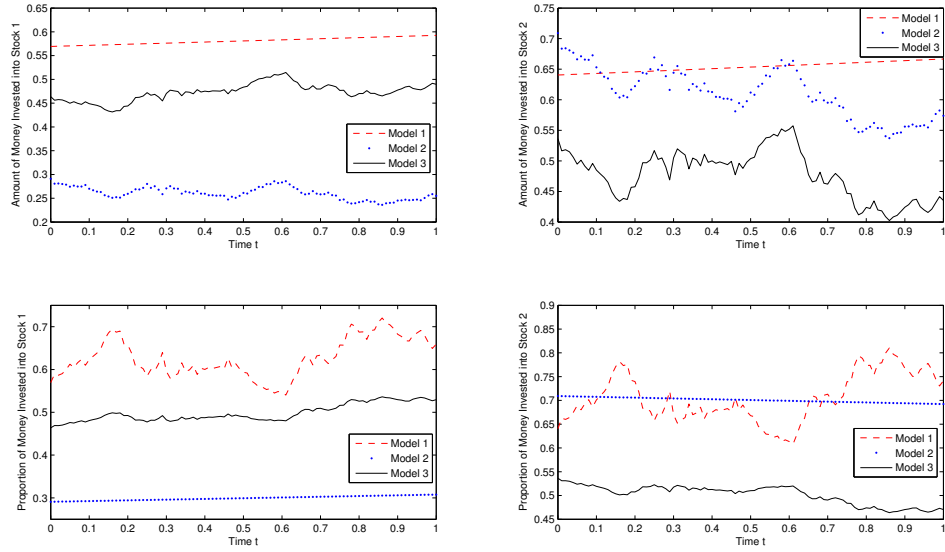 Amount of Money Invested into Stock 1
0.65
0.6
0.55
0.5
0.45
0.4
0.35
0.3
0.25
0.2
0 0.1 0.2 0.3 0.4 0.5 0.6 0.7 0.8 0.9 1
Time t
Model 1
Model 2
Model 3
Amount of Money Invested into Stock 2
0.7
0.65
0.6
0.55
0.5
0.45
0.4
0 0.1 0.2 0.3 0.4 0.5 0.6 0.7 0.8 0.9 1
Time t
Model 1
Model 2
Model 3
Proportion of Money Invested into Stock 1
0.7
0.6
0.5
0.4
0.3
0 0.1 0.2 0.3 0.4 0.5 0.6 0.7 0.8 0.9 1
Time t
Model 1
Model 2
Model 3
Proportion of Money Invested into Stock 2
0.9
0.85
0.8
0.75
0.7
0.65
0.6
0.55
0.5
0.45
0 0.1 0.2 0.3 0.4 0.5 0.6 0.7 0.8 0.9 1
Time t
Model 1
Model 2
Model 3